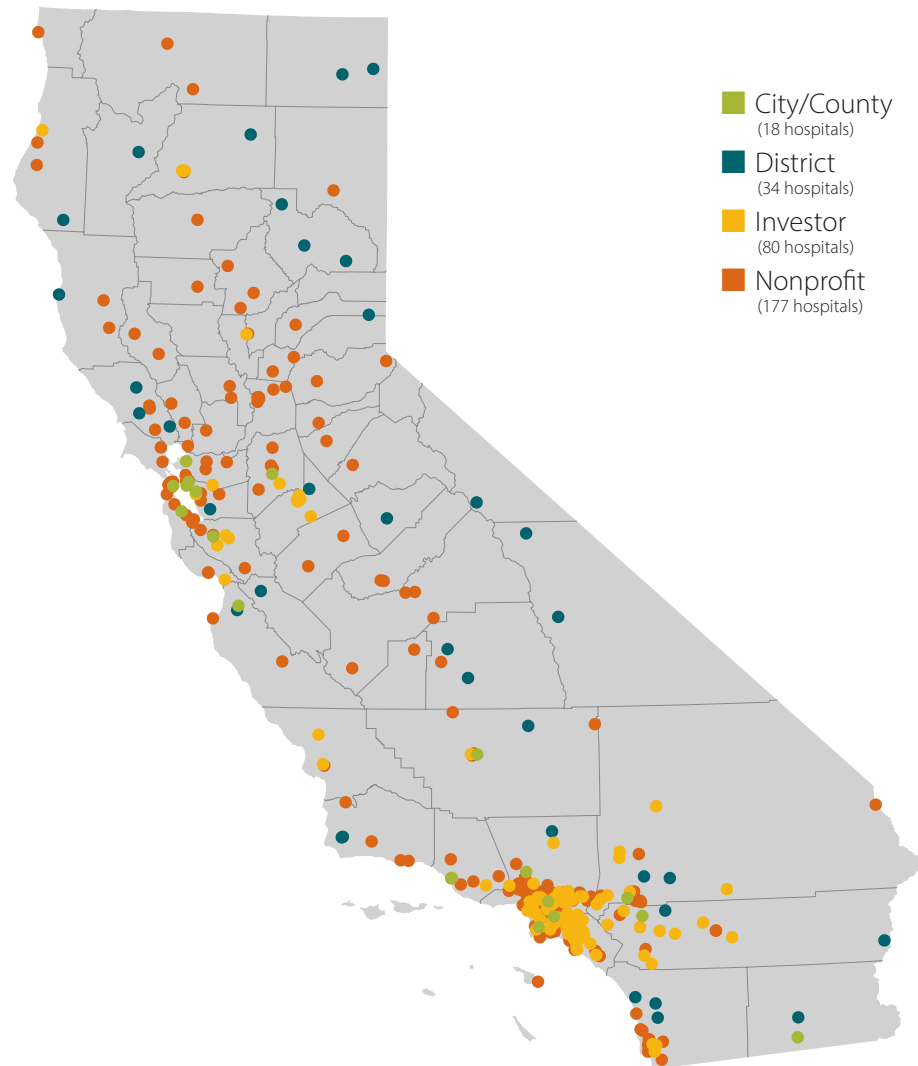 City/County
(18 hospitals)
District
(34 hospitals)
Investor
(80 hospitals)
Nonprofit
(177 hospitals)